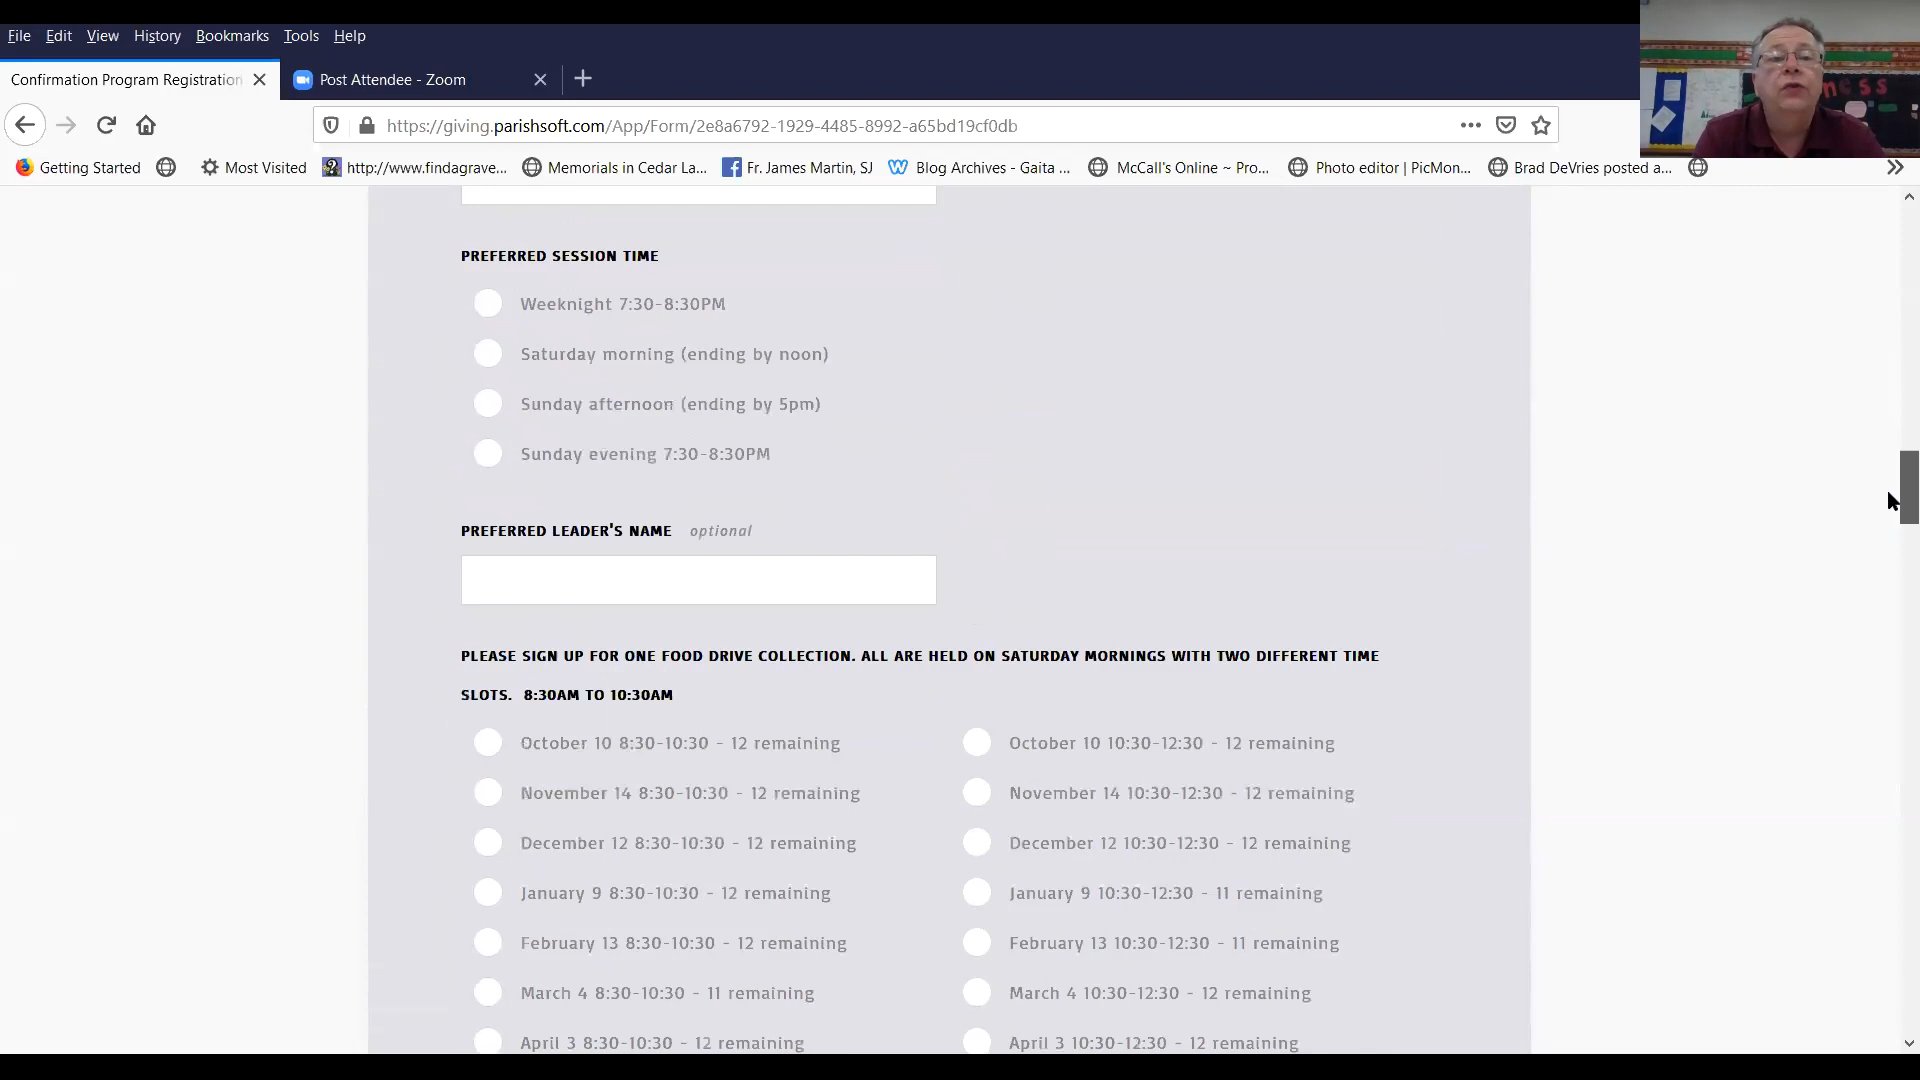 File Edit View History Bookmarks Tools Help
Confirmation Program Registration
Post Attendee - Zoom
https://giving.parishsoft.com/App/Form/2e8a6792-1929-4485-8992-a65bd19cf0db
Getting Started Most Visited http://www.findagrave... Memorials in Cedar La... Fr. James Martin, SJ Blog Archives - Gaita ... McCall's Online ~ Pro... Photo editor | PicMon... Brad DeVries posted a...
PREFERRED SESSION TIME
Weeknight 7:30-8:30PM
Saturday morning (ending by noon)
Sunday afternoon (ending by 5pm)
Sunday evening 7:30-8:30PM
PREFERRED LEADER'S NAME optional
PLEASE SIGN UP FOR ONE FOOD DRIVE COLLECTION. ALL ARE HELD ON SATURDAY MORNINGS WITH TWO DIFFERENT TIME
SLOTS. 8:30AM TO 10:30AM
October 10 8:30-10:30 - 12 remaining October 10 10:30-12:30 - 12 remaining
November 14 8:30-10:30 - 12 remaining November 14 10:30-12:30 - 12 remaining
December 12 8:30-10:30 - 12 remaining December 12 10:30-12:30 - 12 remaining
January 9 8:30-10:30 - 12 remaining January 9 10:30-12:30 - 11 remaining
February 13 8:30-10:30 - 12 remaining February 13 10:30-12:30 - 11 remaining
March 4 8:30-10:30 - 11 remaining March 4 10:30-12:30 - 12 remaining
April 3 8:30-10:30 - 12 remaining April 3 10:30-12:30 - 12 remaining